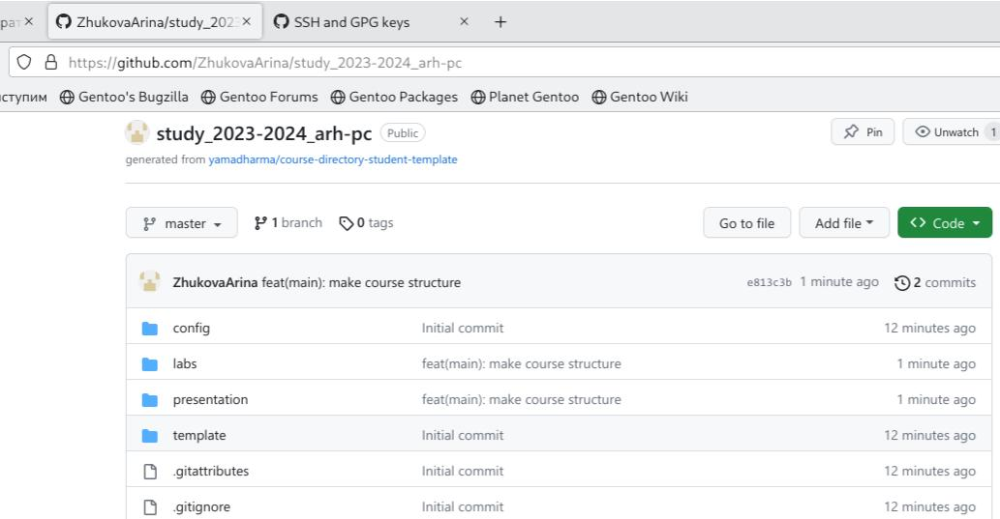 рат ZhukovaArina/study_202 SSH and GPG keys
https://github.com/ZhukovaArina/study_2023-2024_arh-pc
ступим Gentoo's Bugzilla Gentoo Forums Gentoo Packages Planet Gentoo Gentoo Wiki
study_2023-2024_arh-pc Public Pin Unwatch 1
generated from yamadharma/course-directory-student-template
master 1 branch 0 tags Go to file Add file Code
ZhukovaArina feat(main): make course structure e813c3b 1 minute ago 2 commits
config Initial commit 12 minutes ago
labs feat(main): make course structure 1 minute ago
presentation feat(main): make course structure 1 minute ago
template Initial commit 12 minutes ago
.gitattributes Initial commit 12 minutes ago
.gitignore Initial commit 12 minutes ago